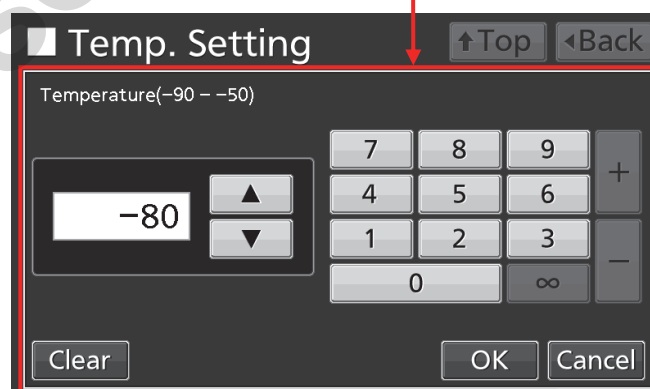 Temp. Setting
↑Top
◂Back
Temperature(−90 – −50)
−80
▲
▼
7 8 9 +
4 5 6
1 2 3 −
0 ∞
Clear
OK
Cancel